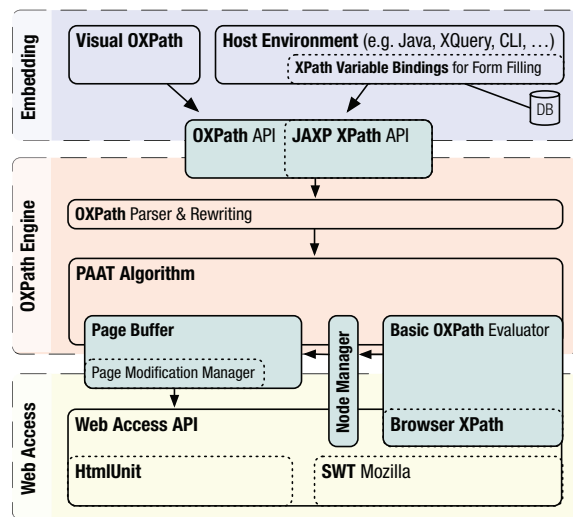 Embedding
Visual OXPath
Host Environment (e.g. Java, XQuery, CLI, …)
XPath Variable Bindings for Form Filling
DB
OXPath API
JAXP XPath API
OXPath Engine
OXPath Parser & Rewriting
PAAT Algorithm
Page Buffer
Page Modification Manager
Node Manager
Basic OXPath Evaluator
Browser XPath
Web Access
Web Access API
HtmlUnit
SWT Mozilla